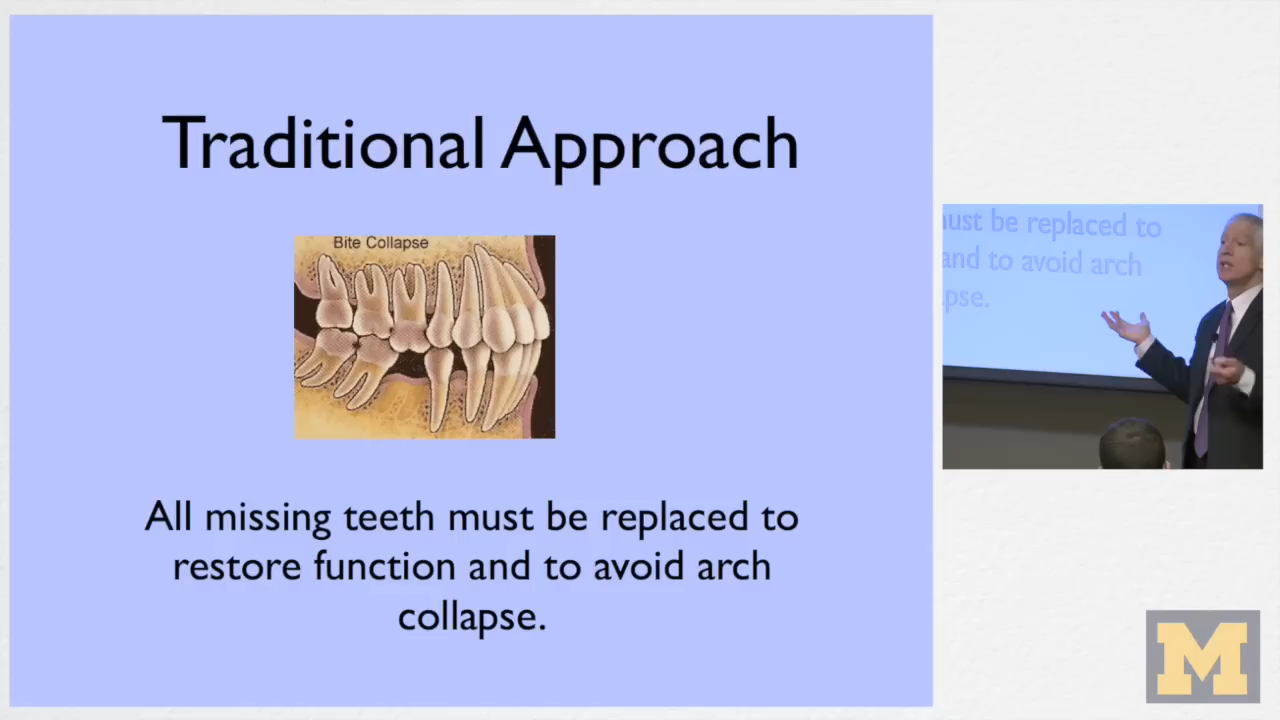 Traditional Approach
Bite Collapse
All missing teeth must be replaced to
restore function and to avoid arch
collapse.
must be replaced to
and to avoid arch
pse.
M